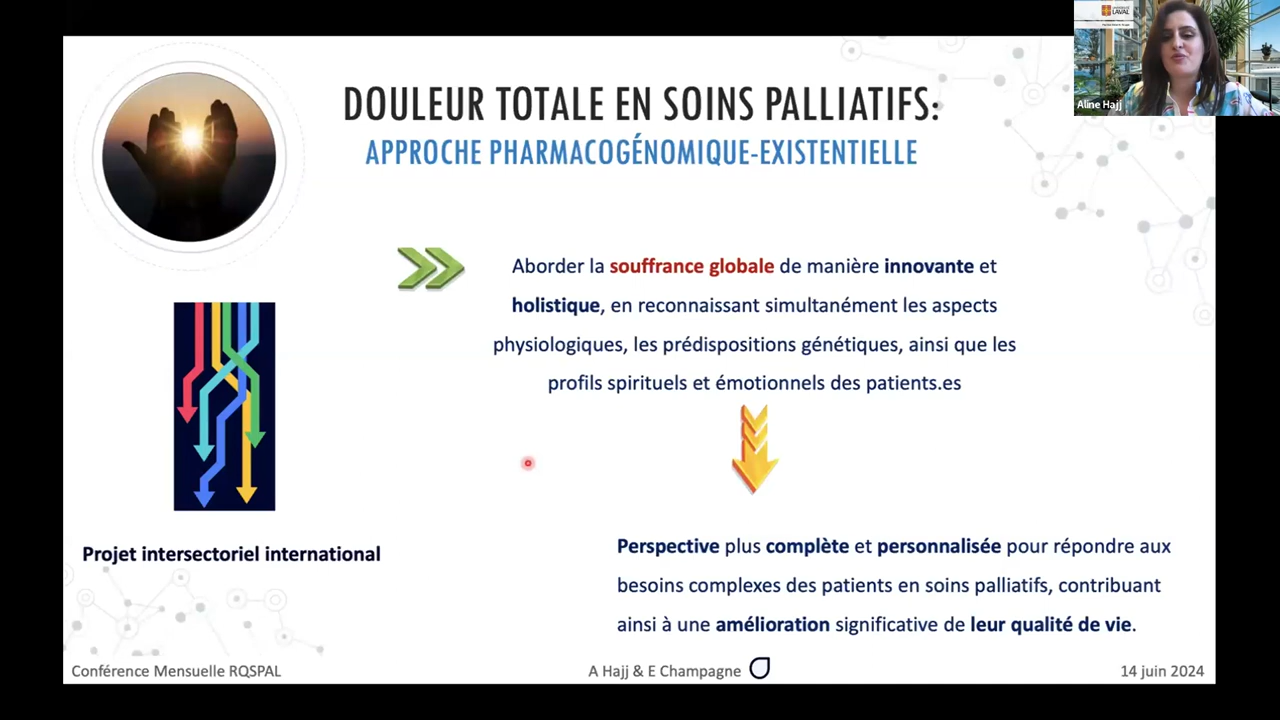 DOULEUR TOTALE EN SOINS PALLIATIFS:
APPROCHE PHARMACOGÉNOMIQUE-EXISTENTIELLE
UNIVERSITÉ
LAVAL
Aline Hajj
Aborder la souffrance globale de manière innovante et
holistique, en reconnaissant simultanément les aspects
physiologiques, les prédispositions génétiques, ainsi que les
profils spirituels et émotionnels des patients.es
Projet intersectoriel international
Perspective plus complète et personnalisée pour répondre aux
besoins complexes des patients en soins palliatifs, contribuant
ainsi à une amélioration significative de leur qualité de vie.
Conférence Mensuelle RQSPAL
A Hajj & E Champagne
14 juin 2024